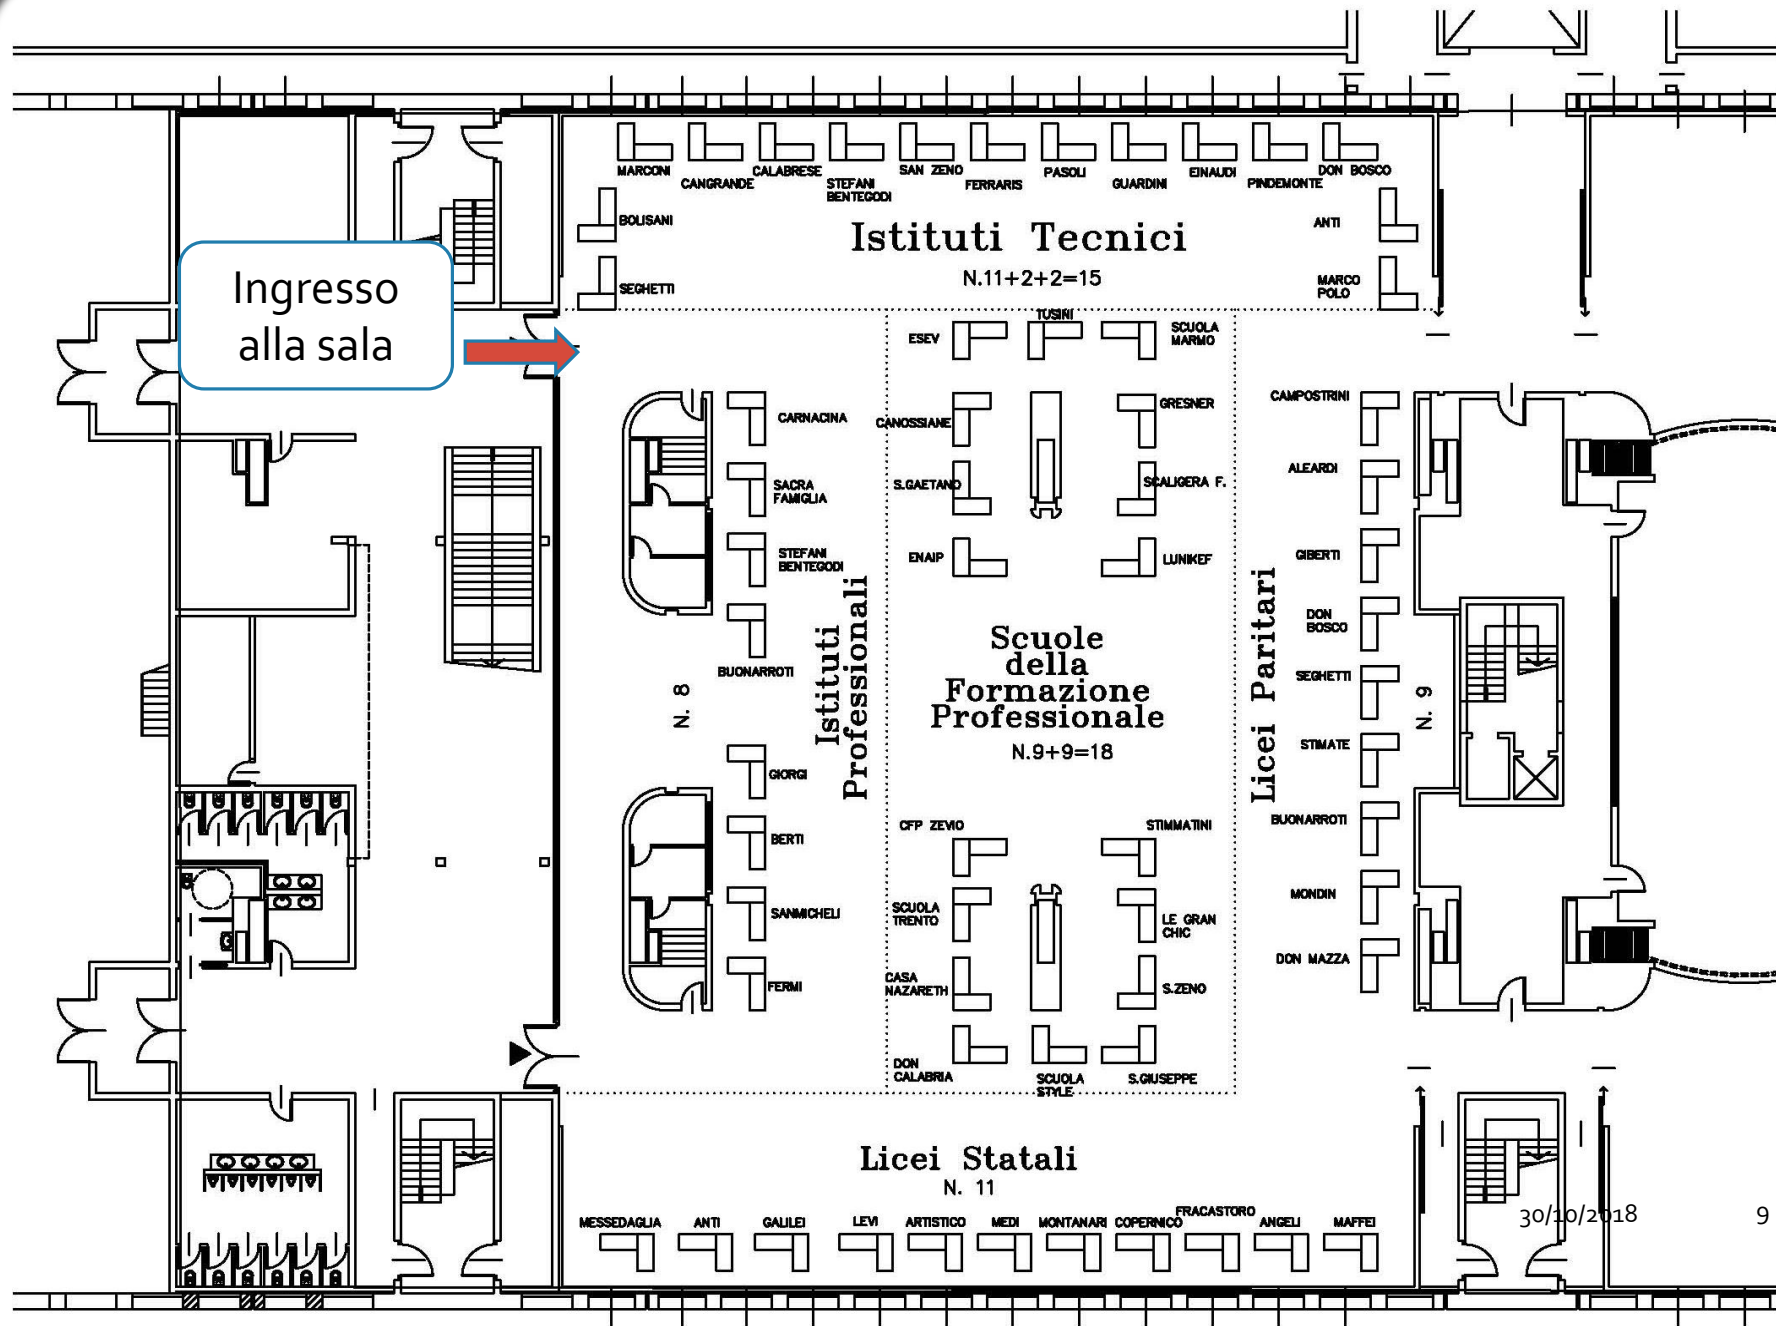 MARCONI
CANGRANDE
CALABRESE
STEFANI
BENTEGODI
SAN ZENO
FERRARIS
PASOLI
GUARDINI
EINAUDI
PINDEMONTE
DON BOSCO
BOLISANI
ANTI
Istituti Tecnici
N.11+2+2=15
SEGHETTI
MARCO
POLO
Ingresso
alla sala
ESEV
TUSINI
SCUOLA
MARMO
CARNACINA
CANOSSIANE
GRESNER
CAMPOSTRINI
SACRA
FAMIGLIA
S.GAETANO
SCALIGERA F.
ALEARDI
STEFANI
BENTEGODI
ENAIP
LUNIKEF
GIBERTI
BUONARROTI
DON
BOSCO
SEGHETTI
N. 8
Istituti
Professionali
Scuole
della
Formazione
Professionale
N.9+9=18
Licei Paritari
N. 9
STIMATE
GIORGI
BERTI
CFP ZEVIO
STIMMATINI
BUONARROTI
SANMICHELI
SCUOLA
TRENTO
LE GRAN
CHIC
MONDIN
FERMI
CASA
NAZARETH
S.ZENO
DON MAZZA
DON
CALABRIA
SCUOLA
STYLE
S.GIUSEPPE
Licei Statali
N. 11
MESSEDAGLIA
ANTI
GALILEI
LEVI
ARTISTICO
MEDI
MONTANARI
COPERNICO
FRACASTORO
ANGELI
MAFFEI
30/10/2018
9